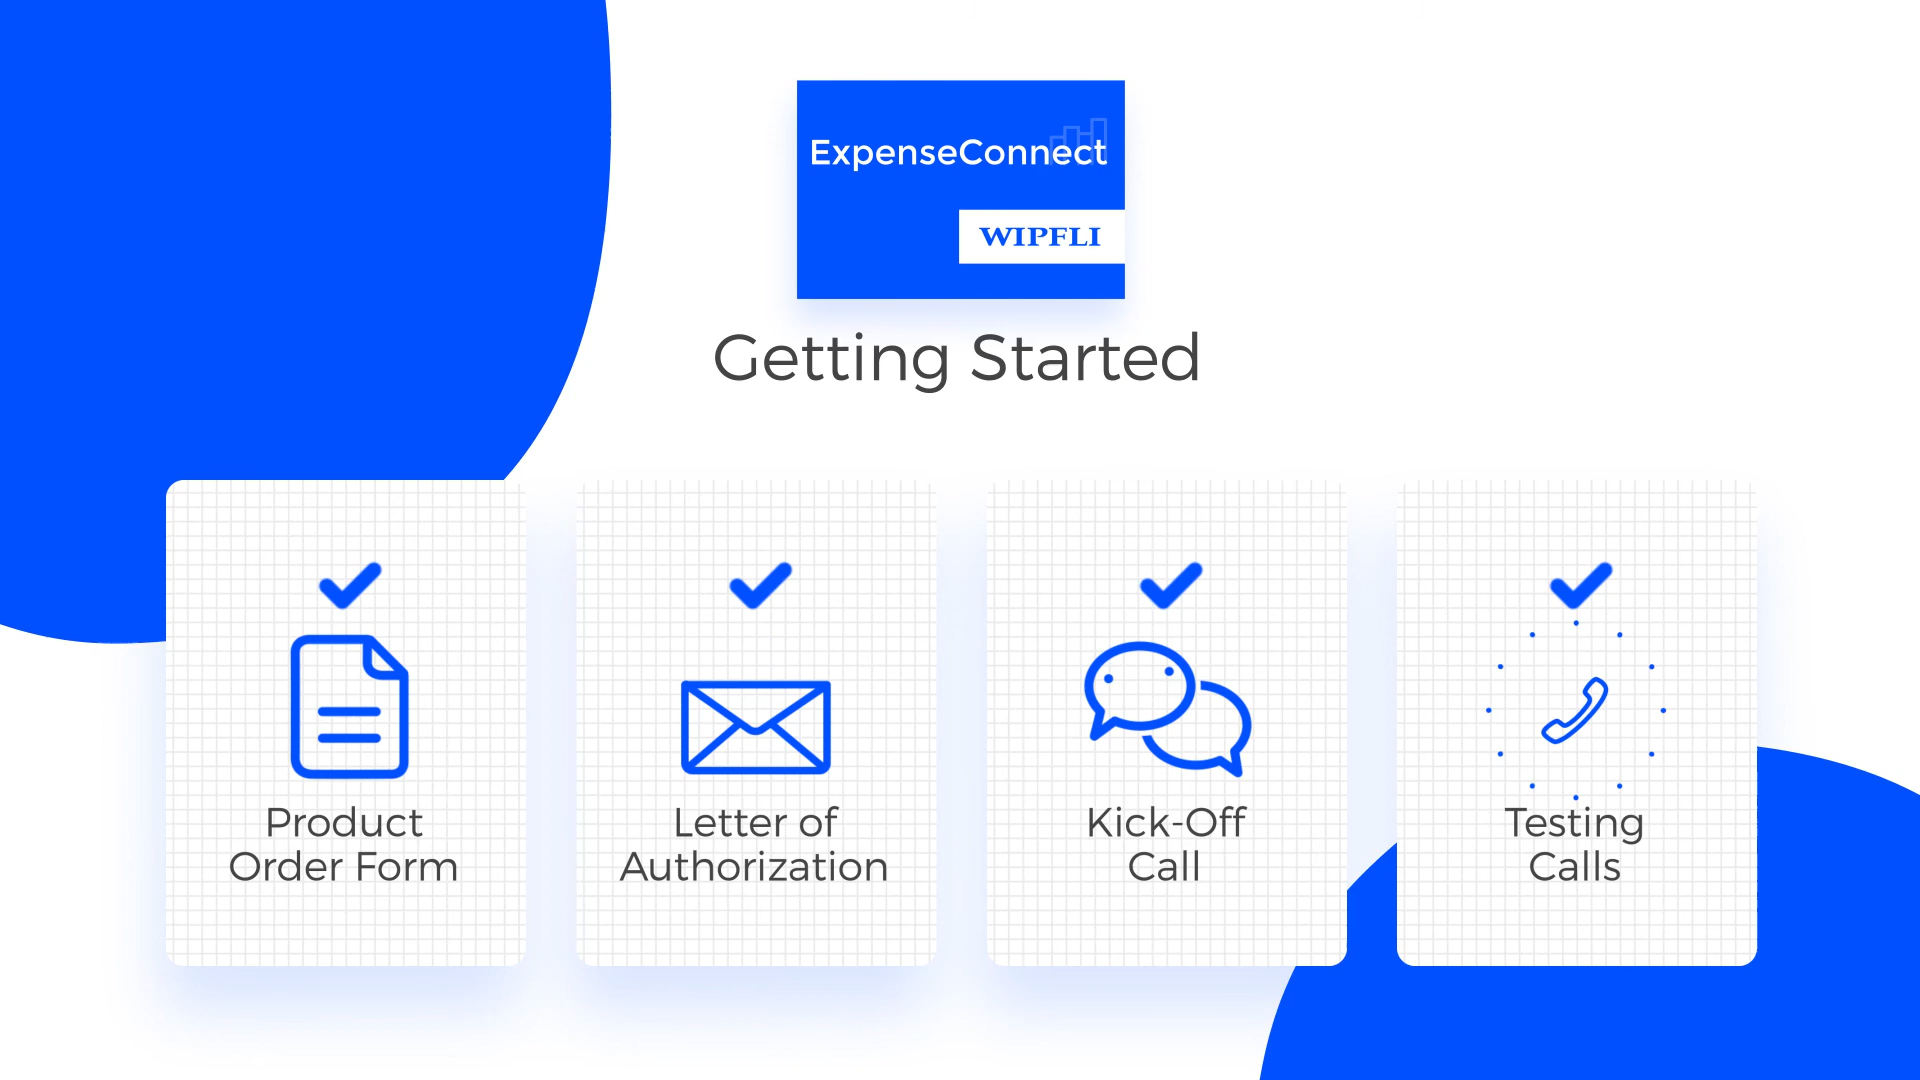 ExpenseConnect
WIPFLI
Getting Started
Product
Order Form
Letter of
Authorization
Kick-Off
Call
Testing
Calls